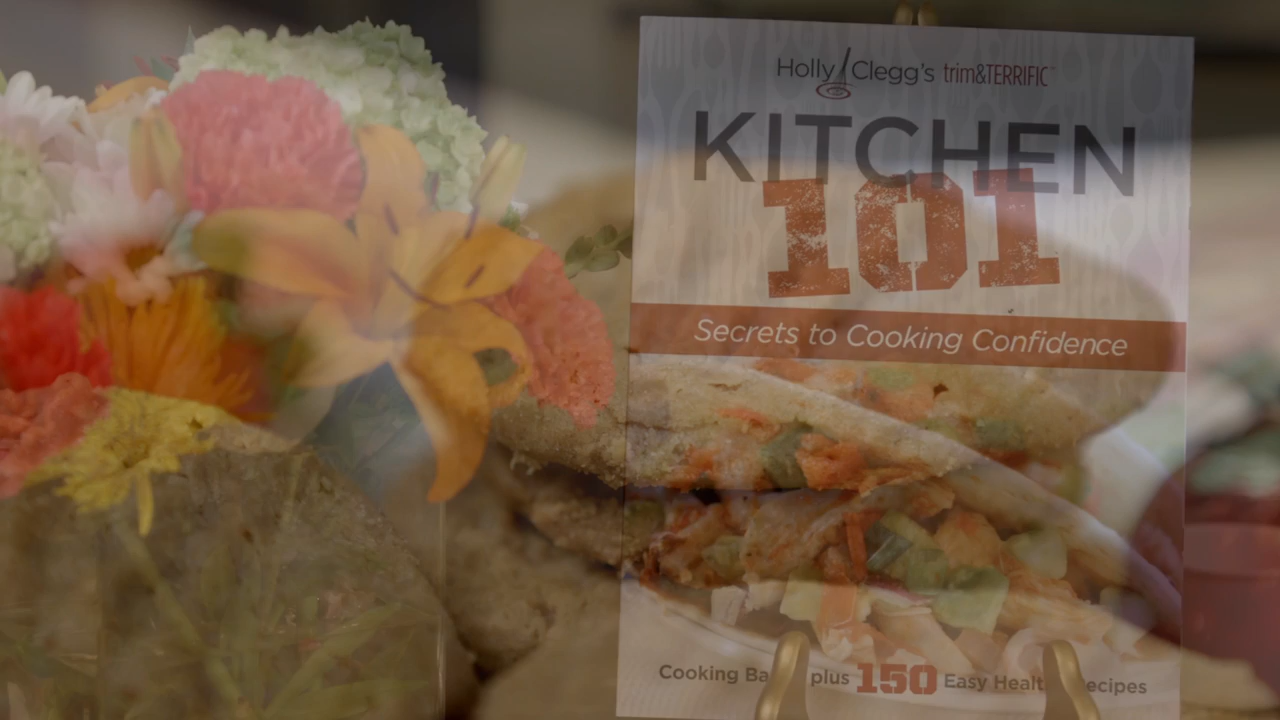 Holly Clegg's trim&TERRIFIC
KITCHEN
101
Secrets to Cooking Confidence
Cooking plus 150 Easy